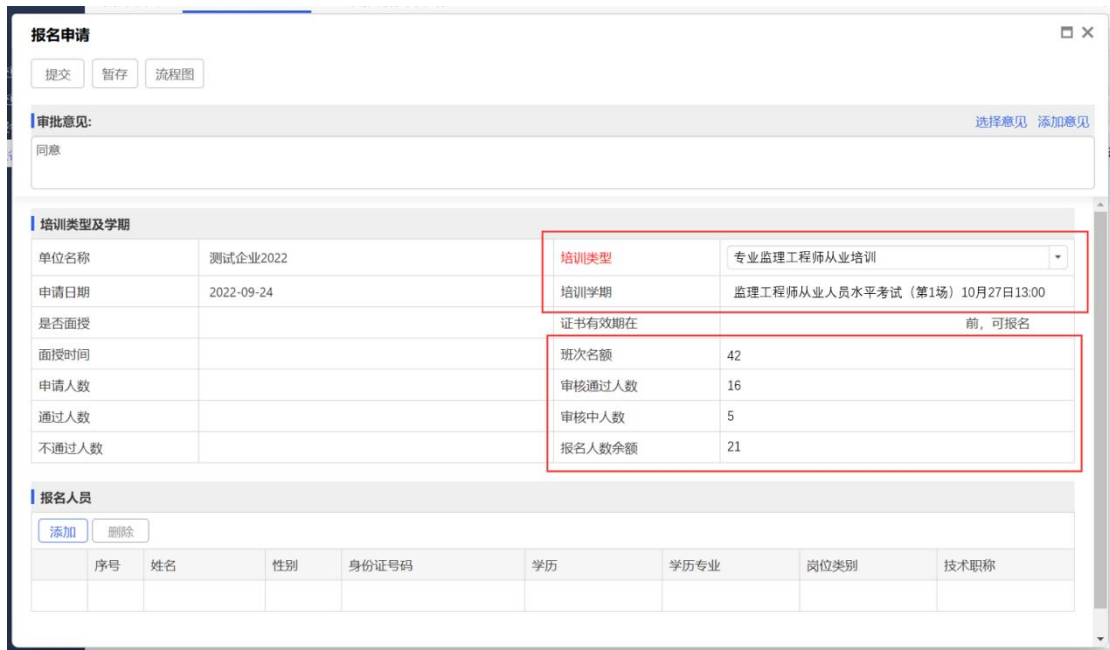 报名申请
提交 暂存 流程图
审批意见: 选择意见 添加意见
同意
培训类型及学期
单位名称 测试企业2022 培训类型 专业监理工程师从业培训
申请日期 2022-09-24 培训学期 监理工程师从业人员水平考试（第1场）10月27日13:00
是否面授 证书有效期在 前，可报名
面授时间 班次名额 42
申请人数 审核通过人数 16
通过人数 审核中人数 5
不通过人数 报名人数余额 21
报名人员
添加 删除
序号 姓名 性别 身份证号码 学历 学历专业 岗位类别 技术职称